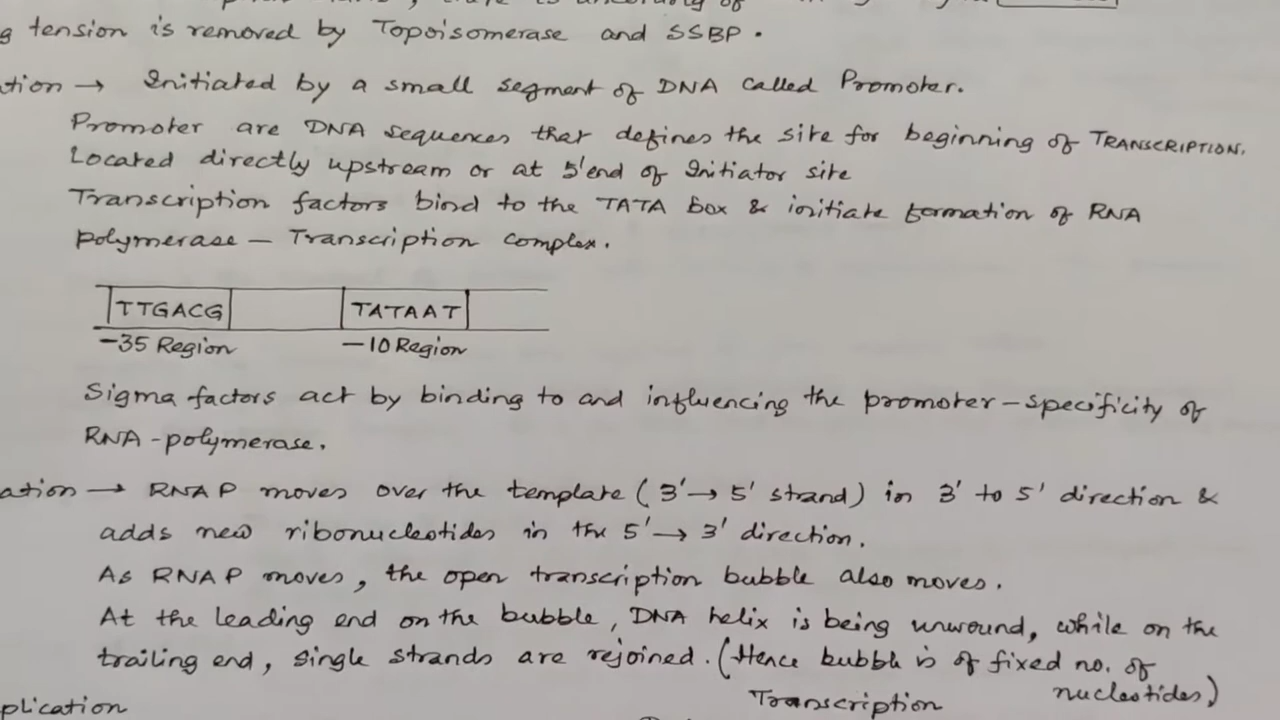 g tension is removed by Topoisomerase and SSBP.
tion → Initiated by a small segment of DNA called Promoter.
Promoter are DNA sequences that defines the site for beginning of TRANSCRIPTION.
Located directly upstream or at 5' end of Initiator site
Transcription factors bind to the TATA box & initiate formation of RNA
polymerase – Transcription complex.
TTGACG TATAAT
-35 Region -10 Region
Sigma factors act by binding to and influencing the promoter-specificity of
RNA-polymerase.
ation → RNAP moves over the template (3'→ 5' strand) in 3' to 5' direction &
adds new ribonucleotides in the 5'→ 3' direction.
As RNAP moves, the open transcription bubble also moves.
At the leading end on the bubble, DNA helix is being unwound, while on the
trailing end, single strands are rejoined. (Hence bubble is of fixed no. of
nucleotides)
plication Transcription